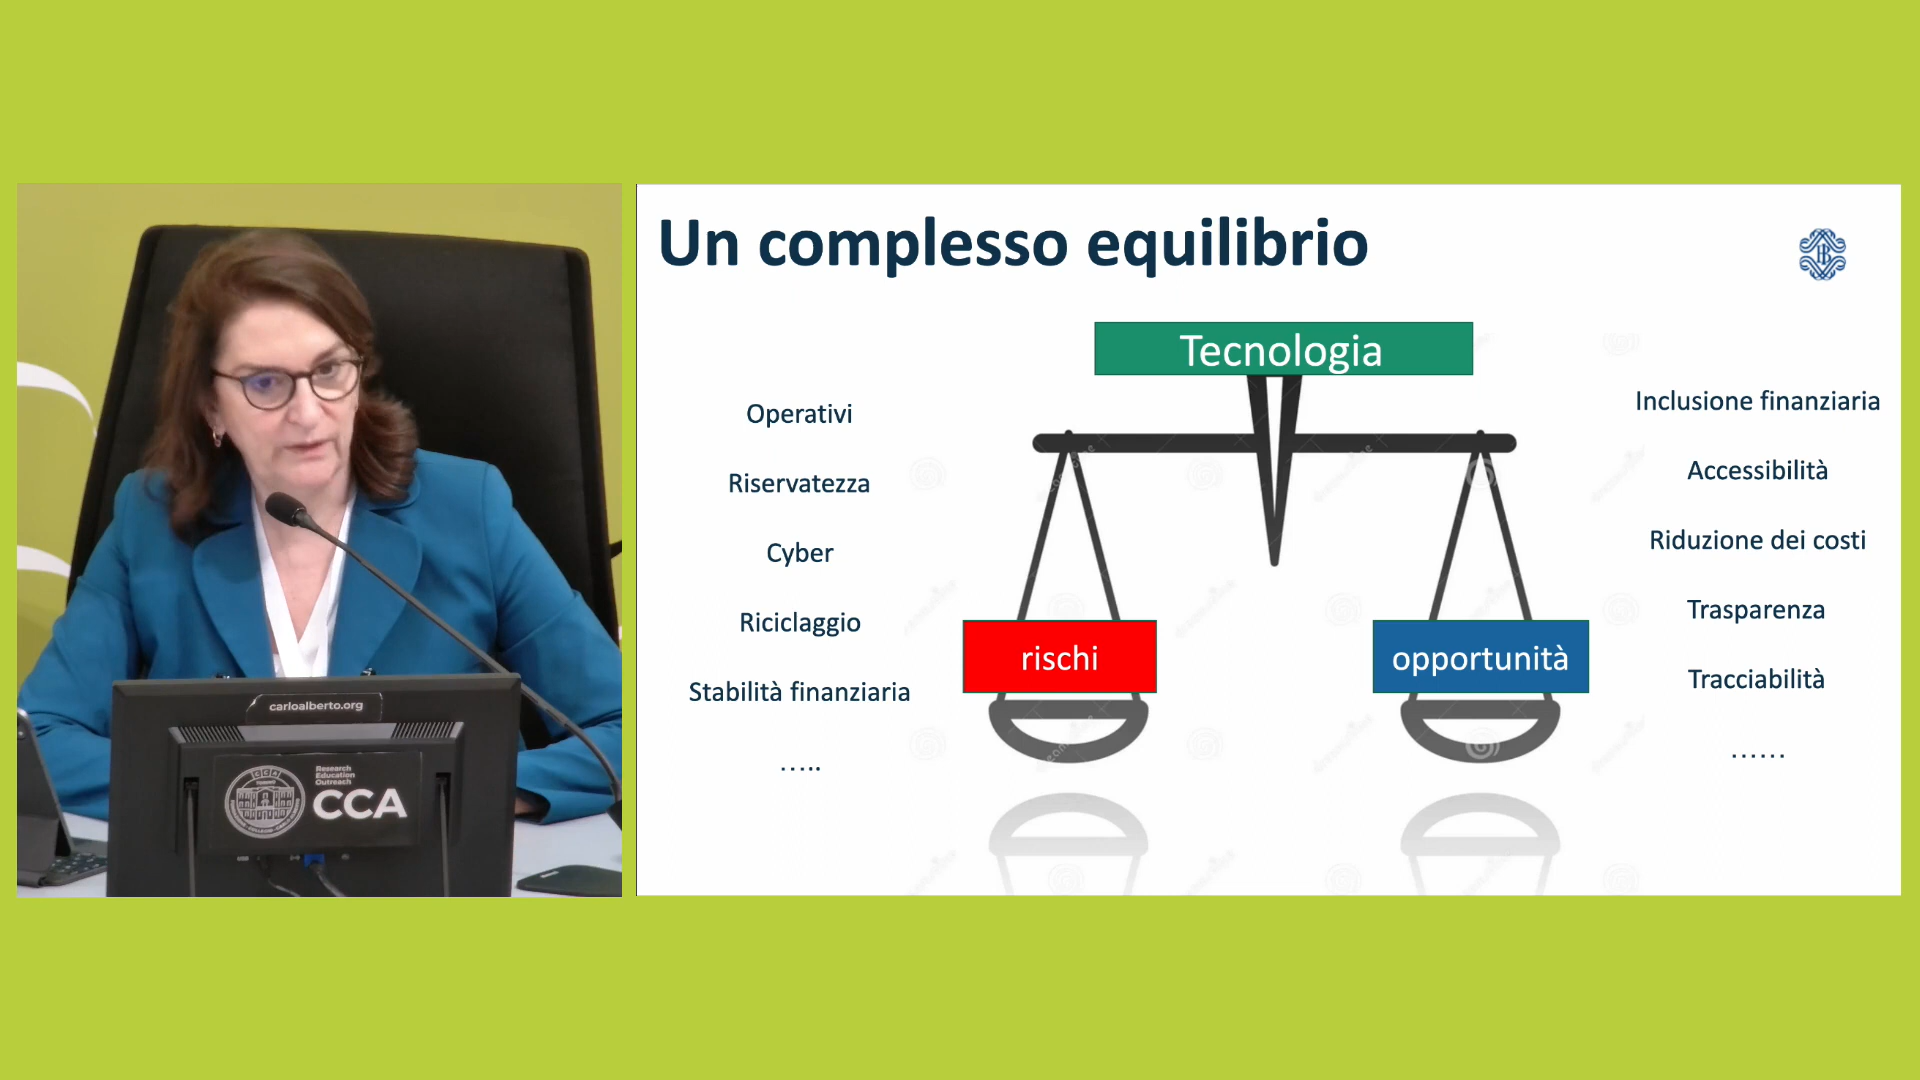 carloalberto.org
Research
Education
Outreach
CCA
Un complesso equilibrio
Tecnologia
Operativi
Riservatezza
Cyber
Riciclaggio
Stabilità finanziaria
.....
rischi
opportunità
Inclusione finanziaria
Accessibilità
Riduzione dei costi
Trasparenza
Tracciabilità
......